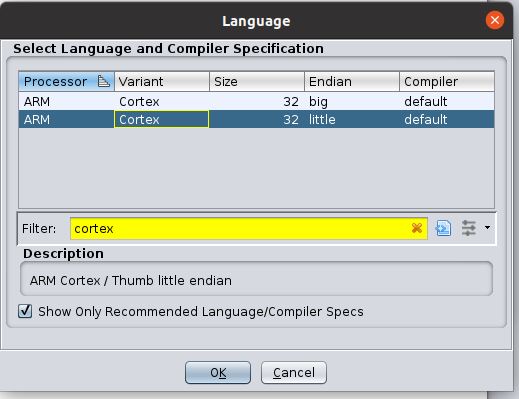 Language
Select Language and Compiler Specification
Processor Variant Size Endian Compiler
ARM Cortex 32 big default
ARM Cortex 32 little default
Filter: cortex
Description
ARM Cortex / Thumb little endian
Show Only Recommended Language/Compiler Specs
OK Cancel